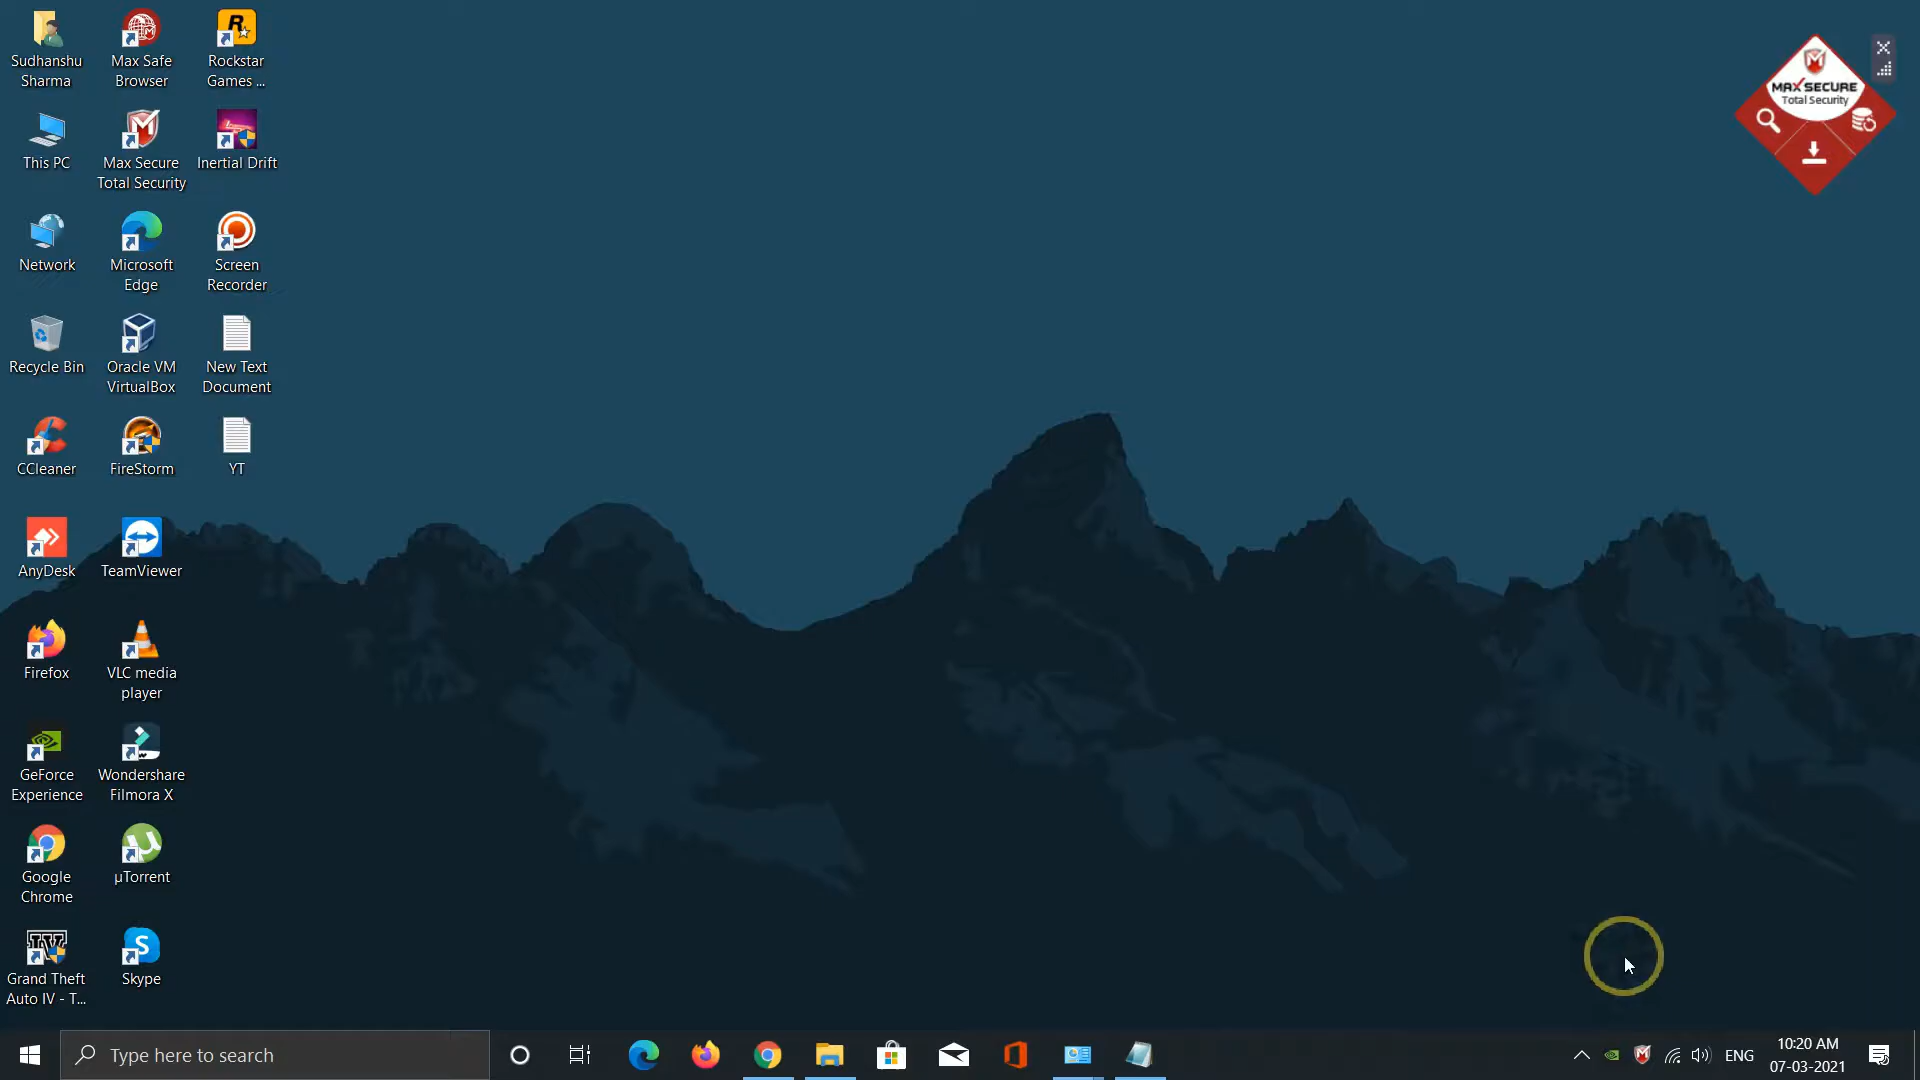 Sudhanshu
Sharma
Max Safe
Browser
Rockstar
Games ...
This PC
Max Secure
Total Security
Inertial Drift
Network
Microsoft
Edge
Screen
Recorder
Recycle Bin
Oracle VM
VirtualBox
New Text
Document
CCleaner
FireStorm
YT
AnyDesk
TeamViewer
Firefox
VLC media
player
GeForce
Experience
Wondershare
Filmora X
Google
Chrome
µTorrent
Grand Theft
Auto IV - T...
Skype
MAX SECURE
Total Security
Type here to search
ENG
10:20 AM
07-03-2021